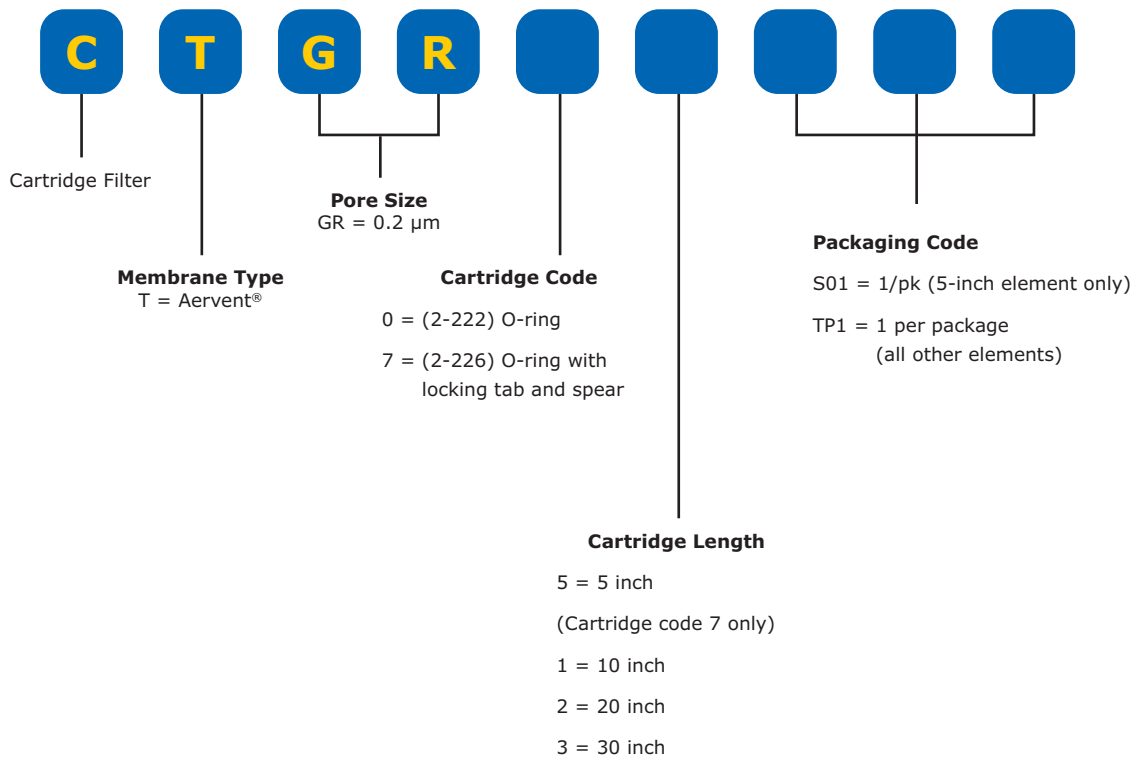 C T G R
Cartridge Filter
Pore Size
GR = 0.2 µm
Membrane Type
T = Aervent®
Cartridge Code
0 = (2-222) O-ring
7 = (2-226) O-ring with
locking tab and spear
Packaging Code
S01 = 1/pk (5-inch element only)
TP1 = 1 per package
(all other elements)
Cartridge Length
5 = 5 inch
(Cartridge code 7 only)
1 = 10 inch
2 = 20 inch
3 = 30 inch